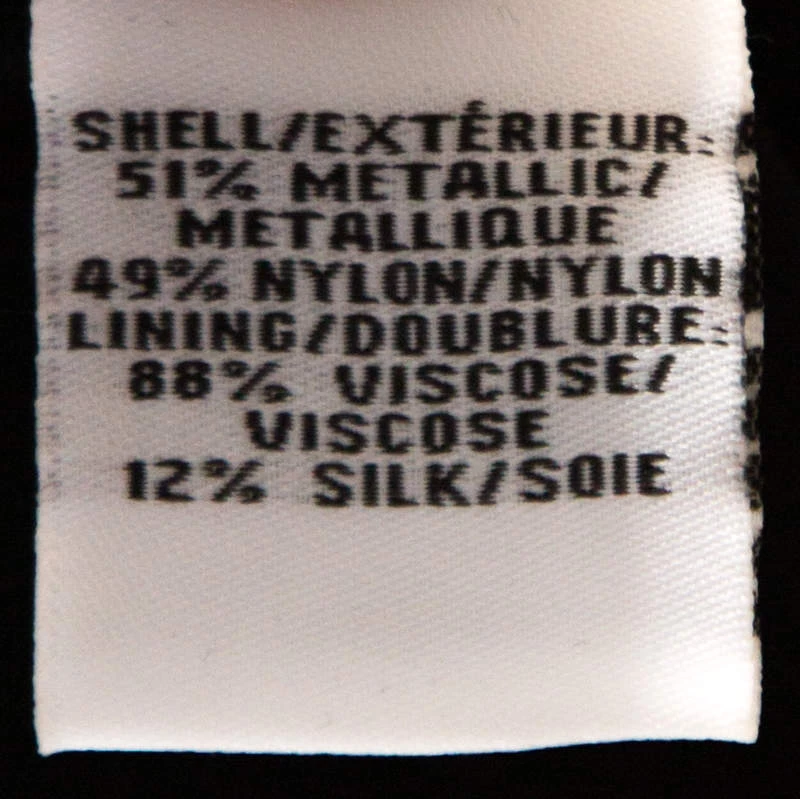 SHELL/EXTÉRIEUR:
51% METALLIC/
METALLIQUE
49% NYLON/NYLON
LINING/DOUBLURE:
88% VISCOSE/
VISCOSE
12% SILK/SOIE